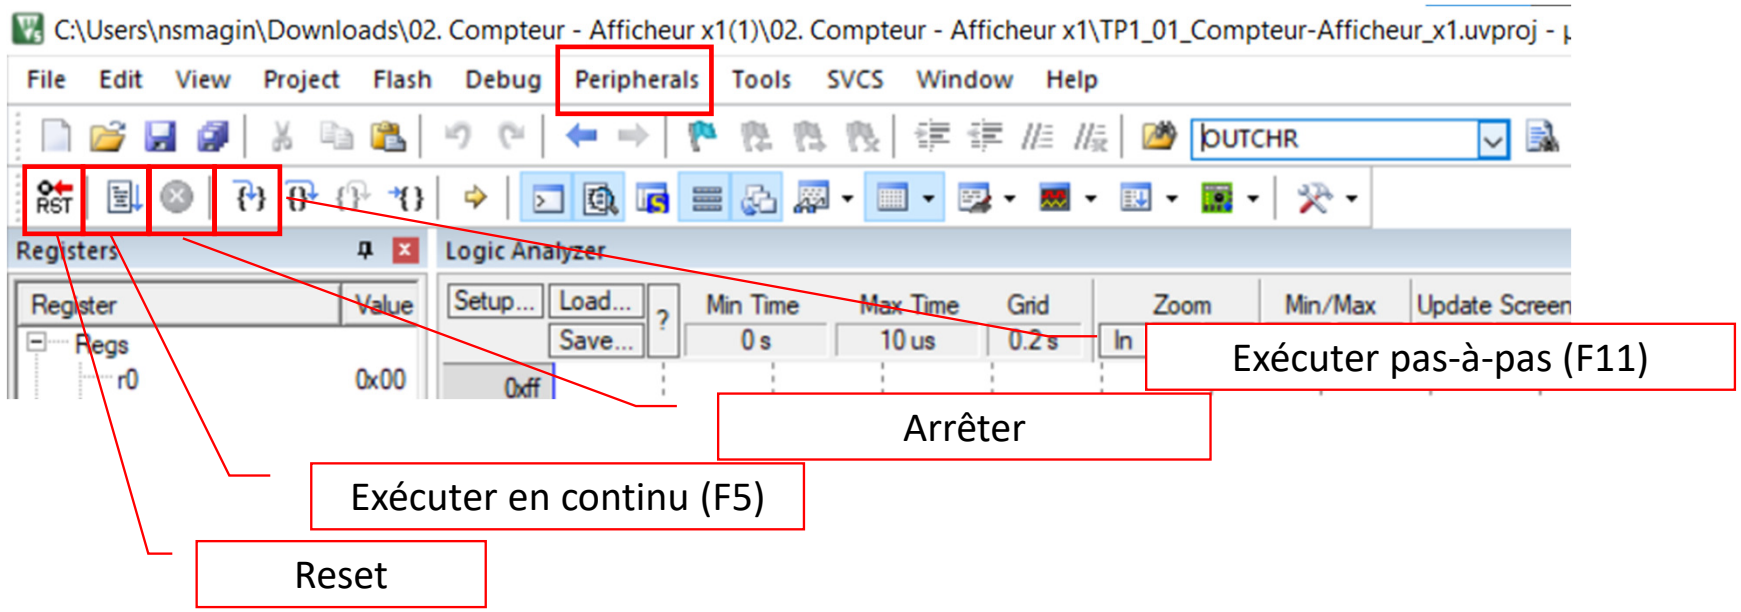 C:\Users\nsmagin\Downloads\02. Compteur - Afficheur x1(1)\02. Compteur - Afficheur x1\TP1_01_Compteur-Afficheur_x1.uvproj - µ
File Edit View Project Flash Debug Peripherals Tools SVCS Window Help
OUTCHR
RST
Registers
Logic Analyzer
Register Value
Setup... Load... ? Min Time Max Time Grid Zoom Min/Max Update Screen
Save... 0 s 10 us 0.2 s In
Regs
r0 0x00
0xff
Exécuter pas-à-pas (F11)
Arrêter
Exécuter en continu (F5)
Reset